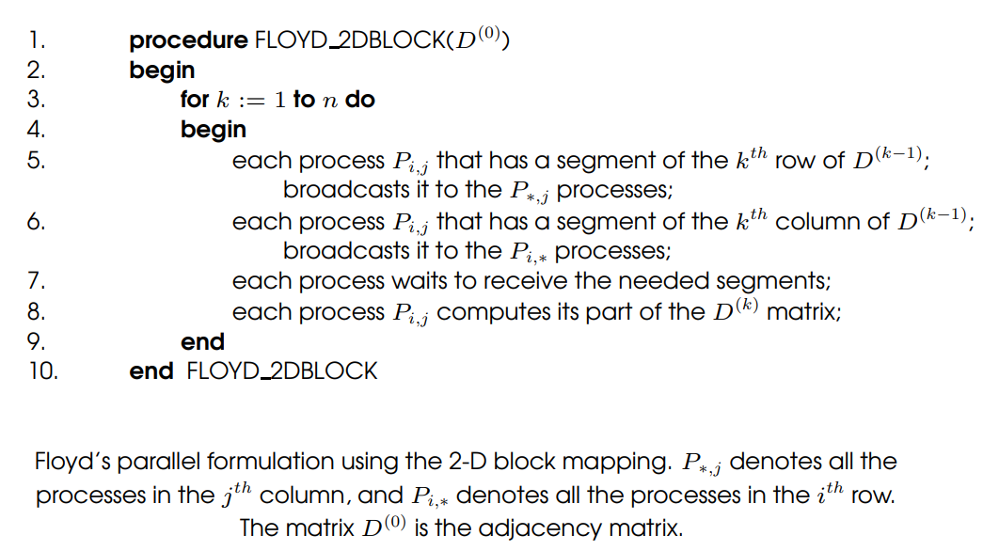 1. procedure FLOYD_2DBLOCK(D^{(0)})
2. begin
3. for k := 1 to n do
4. begin
5. each process P_{i,j} that has a segment of the k^{th} row of D^{(k−1)};
broadcasts it to the P_{*,j} processes;
6. each process P_{i,j} that has a segment of the k^{th} column of D^{(k−1)};
broadcasts it to the P_{i,*} processes;
7. each process waits to receive the needed segments;
8. each process P_{i,j} computes its part of the D^{(k)} matrix;
9. end
10. end FLOYD_2DBLOCK
Floyd's parallel formulation using the 2-D block mapping. P_{*,j} denotes all the
processes in the j^{th} column, and P_{i,*} denotes all the processes in the i^{th} row.
The matrix D^{(0)} is the adjacency matrix.